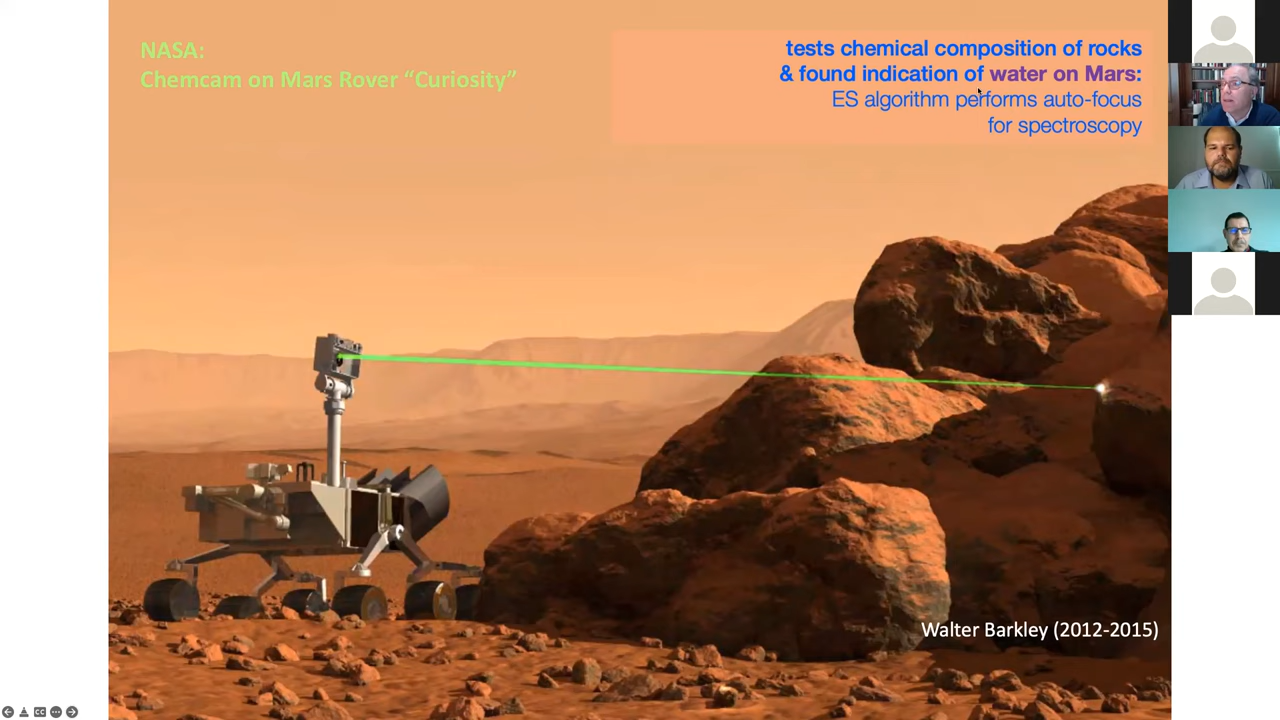 NASA:
Chemcam on Mars Rover “Curiosity”
tests chemical composition of rocks
& found indication of water on Mars:
ES algorithm performs auto-focus
for spectroscopy
Walter Barkley (2012-2015)
CC